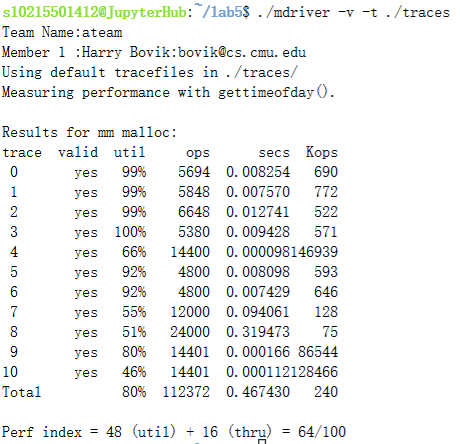 s10215501412@JupyterHub:~/lab5$ ./mdriver -v -t ./traces
Team Name:ateam
Member 1 :Harry Bovik:bovik@cs.cmu.edu
Using default tracefiles in ./traces/
Measuring performance with gettimeofday().

Results for mm malloc:
trace  valid  util     ops      secs  Kops
 0       yes   99%    5694  0.008254   690
 1       yes   99%    5848  0.007570   772
 2       yes   99%    6648  0.012741   522
 3       yes  100%    5380  0.009428   571
 4       yes   66%   14400  0.000098146939
 5       yes   92%    4800  0.008098   593
 6       yes   92%    4800  0.007429   646
 7       yes   55%   12000  0.094061   128
 8       yes   51%   24000  0.319473    75
 9       yes   80%   14401  0.000166 86544
10       yes   46%   14401  0.000112128466
Total          80%  112372  0.467430   240

Perf index = 48 (util) + 16 (thru) = 64/100